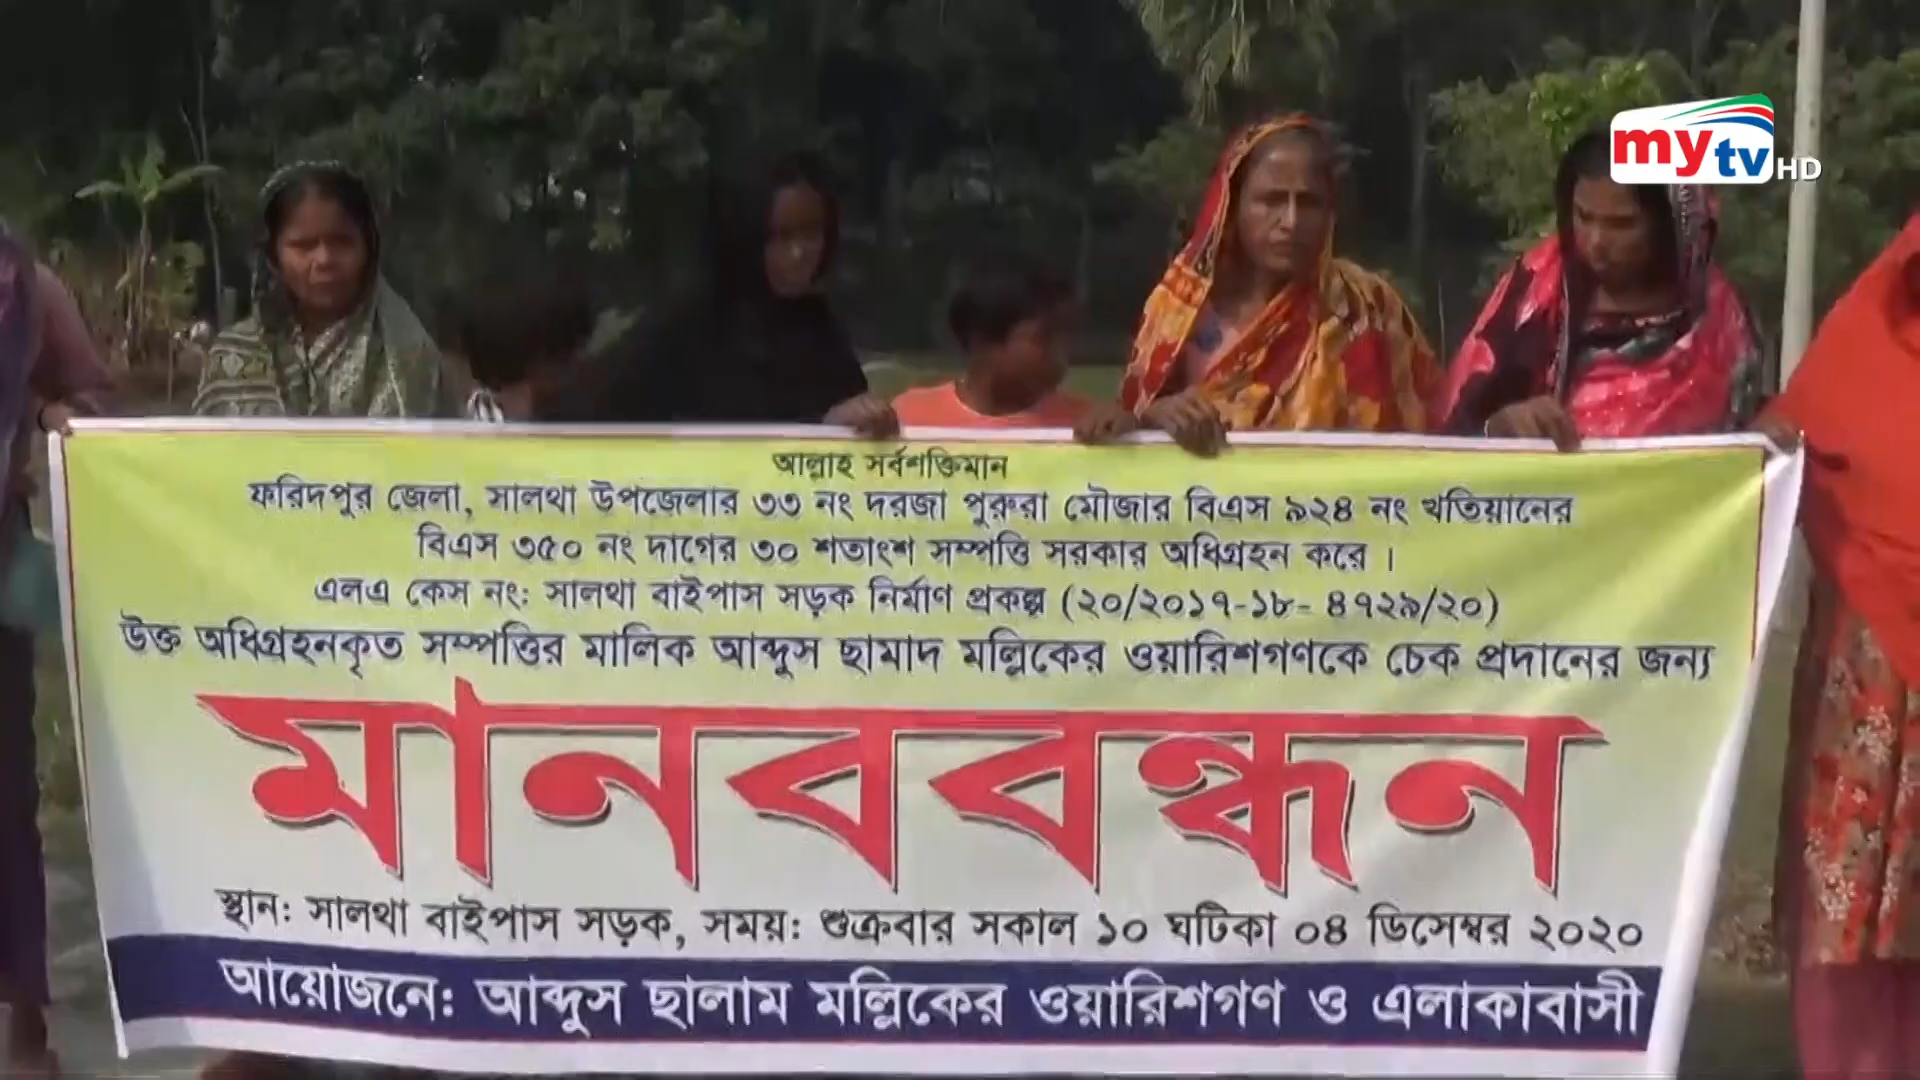 mytv HD
আল্লাহ সর্বশক্তিমান
ফরিদপুর জেলা, সালথা উপজেলার ৩৩ নং দরজা পুরুরা মৌজার বিএস ৯২৪ নং খতিয়ানের
বিএস ৩৫০ নং দাগের ৩০ শতাংশ সম্পত্তি সরকার অধিগ্রহন করে।
এলএ কেস নং: সালথা বাইপাস সড়ক নির্মাণ প্রকল্প (২০/২০১৭-১৮- ৪৭২৯/২০)
উক্ত অধিগ্রহনকৃত সম্পত্তির মালিক আব্দুস ছামাদ মল্লিকের ওয়ারিশগণকে চেক প্রদানের জন্য
মানববন্ধন
স্থান: সালথা বাইপাস সড়ক, সময়: শুক্রবার সকাল ১০ ঘটিকা ০৪ ডিসেম্বর ২০২০
আয়োজনে: আব্দুস ছালাম মল্লিকের ওয়ারিশগণ ও এলাকাবাসী